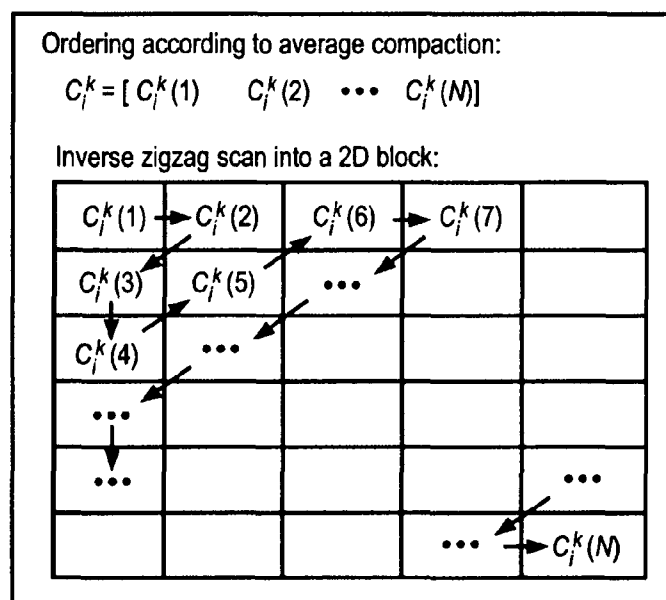 Ordering according to average compaction:
C_i^k = [ C_i^k(1) C_i^k(2) ••• C_i^k(N)]
Inverse zigzag scan into a 2D block:
C_i^k(1) → C_i^k(2) C_i^k(6) → C_i^k(7)
C_i^k(3) C_i^k(5) •••
C_i^k(4) •••
•••
••• •••
••• → C_i^k(N)